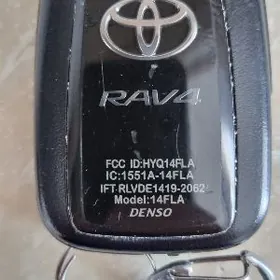 RAV4
FCC ID:HYQ14FLA
IC:1551A-14FLA
IFT:RLVDE1419-2062
Model:14FLA
DENSO